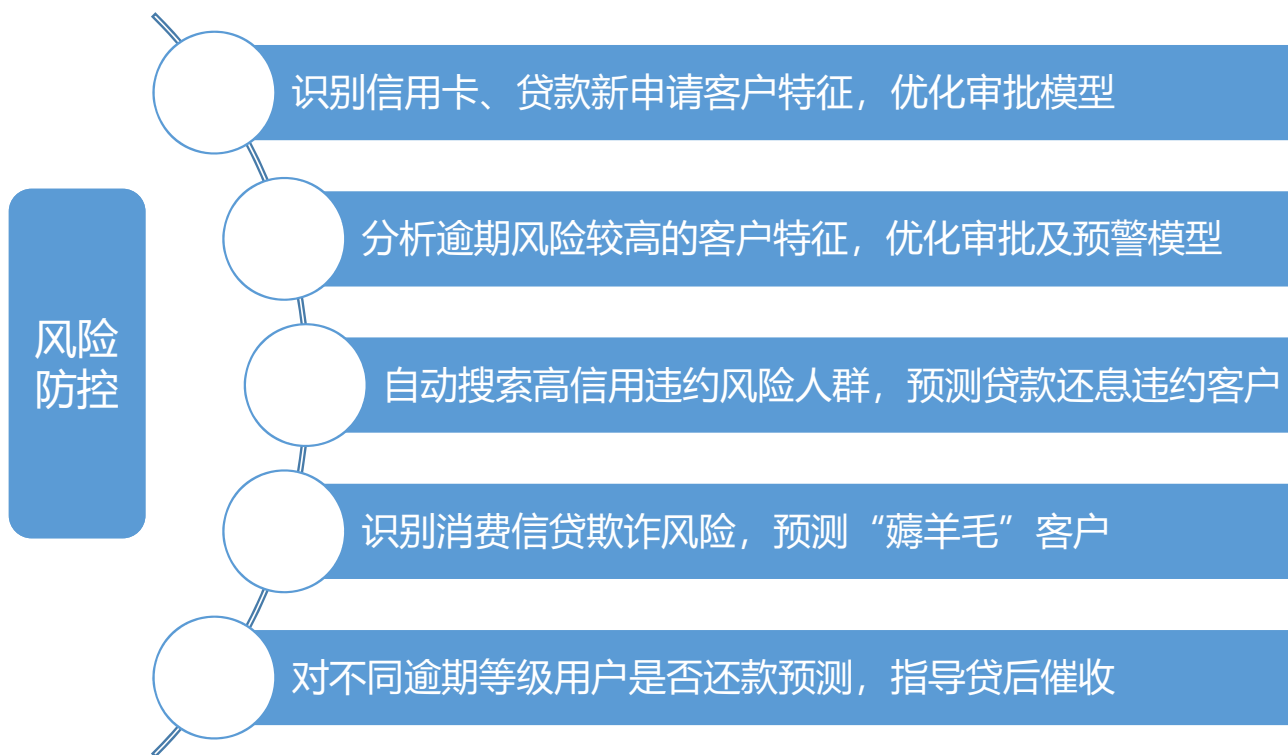 识别信用卡、贷款新申请客户特征，优化审批模型
分析逾期风险较高的客户特征，优化审批及预警模型
风险
防控
自动搜索高信用违约风险人群，预测贷款还息违约客户
识别消费信贷欺诈风险，预测“薅羊毛”客户
对不同逾期等级用户是否还款预测，指导贷后催收